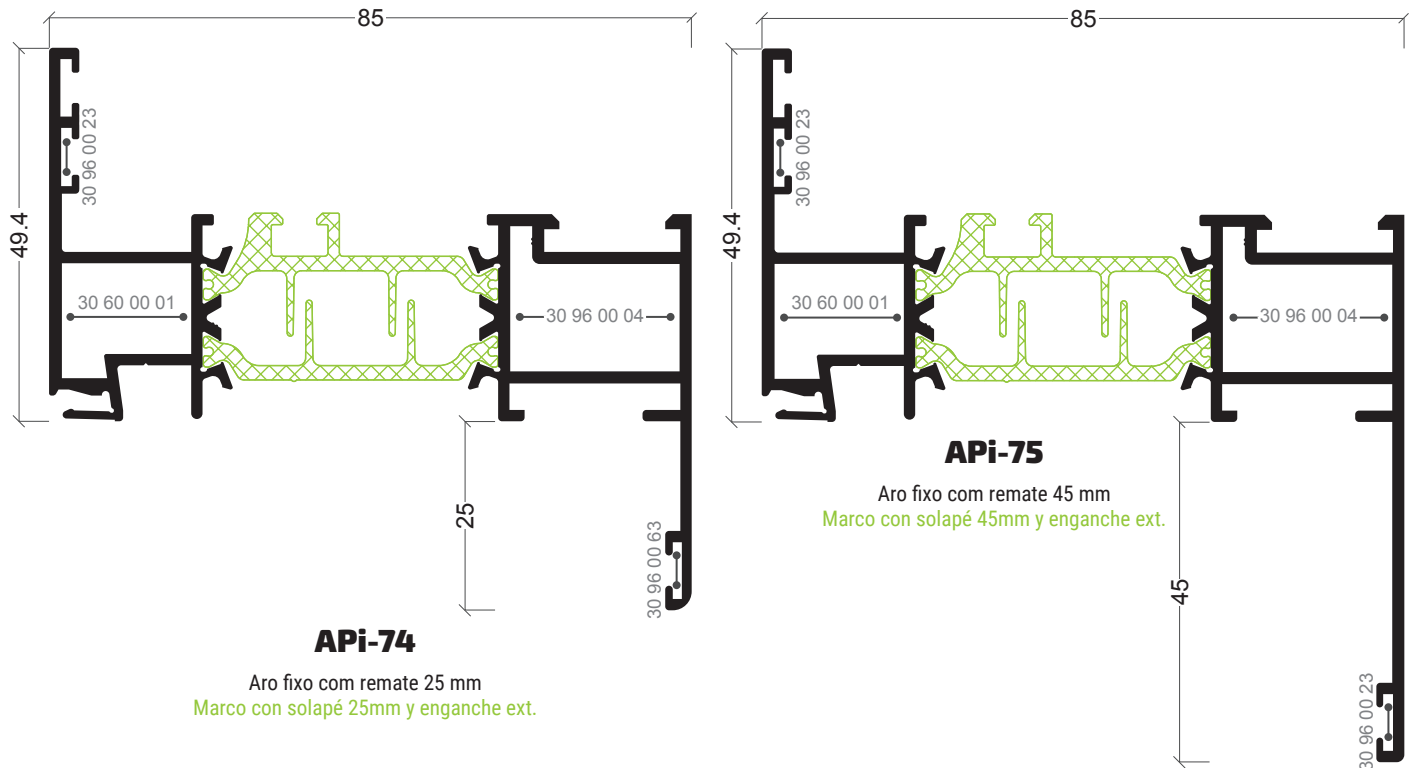 85
49.4
30 96 00 23
30 60 00 01
30 96 00 04
25
30 96 00 63
APi-74
Aro fixo com remate 25 mm
Marco con solapé 25mm y enganche ext.
85
49.4
30 96 00 23
30 60 00 01
30 96 00 04
APi-75
Aro fixo com remate 45 mm
Marco con solapé 45mm y enganche ext.
45
30 96 00 23